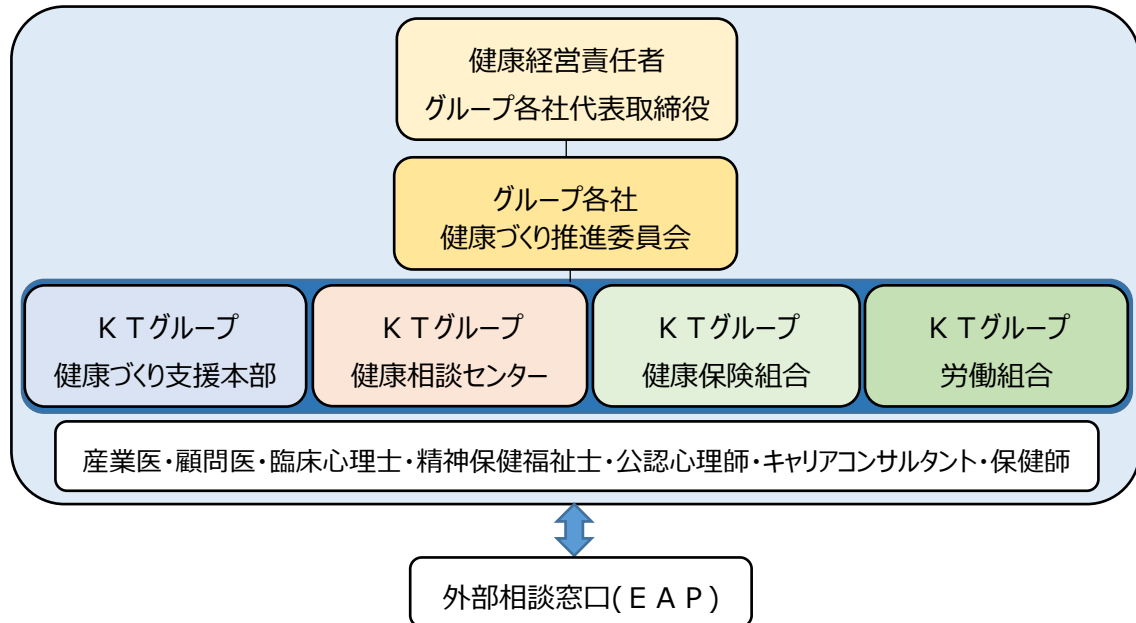 健康経営責任者
グループ各社代表取締役
グループ各社
健康づくり推進委員会
ＫＴグループ
健康づくり支援本部
ＫＴグループ
健康相談センター
ＫＴグループ
健康保険組合
ＫＴグループ
労働組合
産業医・顧問医・臨床心理士・精神保健福祉士・公認心理師・キャリアコンサルタント・保健師
外部相談窓口(ＥＡＰ)